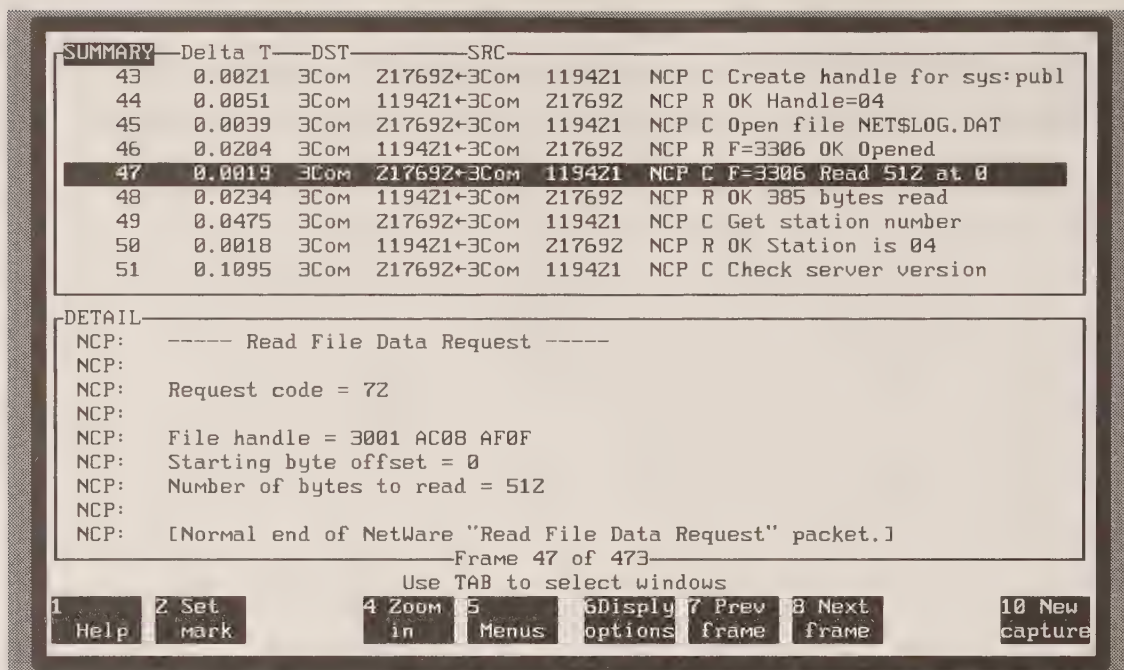 SUMMARY Delta T DST SRC
43 0.0021 3Com 217692←3Com 119421 NCP C Create handle for sys:publ
44 0.0051 3Com 119421←3Com 217692 NCP R OK Handle=04
45 0.0039 3Com 217692←3Com 119421 NCP C Open file NET$LOG.DAT
46 0.0204 3Com 119421←3Com 217692 NCP R F=3306 OK Opened
47 0.0019 3Com 217692←3Com 119421 NCP C F=3306 Read 512 at 0
48 0.0234 3Com 119421←3Com 217692 NCP R OK 385 bytes read
49 0.0475 3Com 217692←3Com 119421 NCP C Get station number
50 0.0018 3Com 119421←3Com 217692 NCP R OK Station is 04
51 0.1095 3Com 217692←3Com 119421 NCP C Check server version
DETAIL
NCP: ----- Read File Data Request -----
NCP:
NCP: Request code = 72
NCP:
NCP: File handle = 3001 AC08 AF0F
NCP: Starting byte offset = 0
NCP: Number of bytes to read = 512
NCP:
NCP: [Normal end of NetWare "Read File Data Request" packet.]
Frame 47 of 473
Use TAB to select windows
1 2 Set 4 Zoom 5 6Disply 7 Prev 8 Next 10 New
Help mark in Menus options frame frame capture